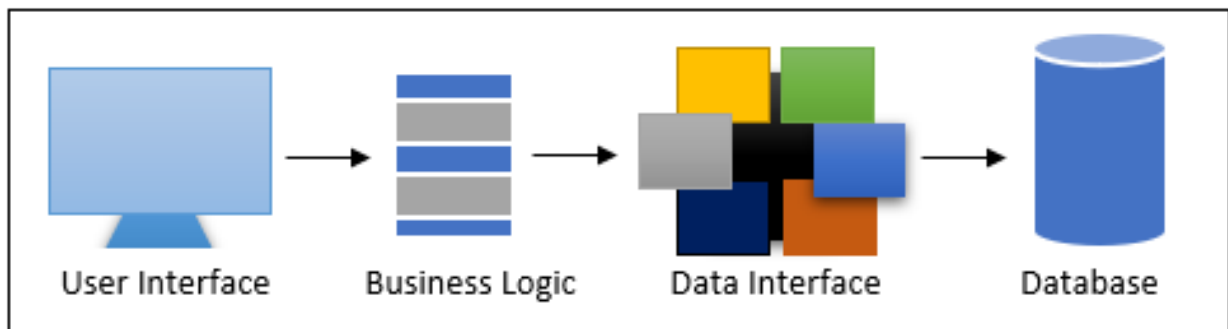 User Interface
Business Logic
Data Interface
Database